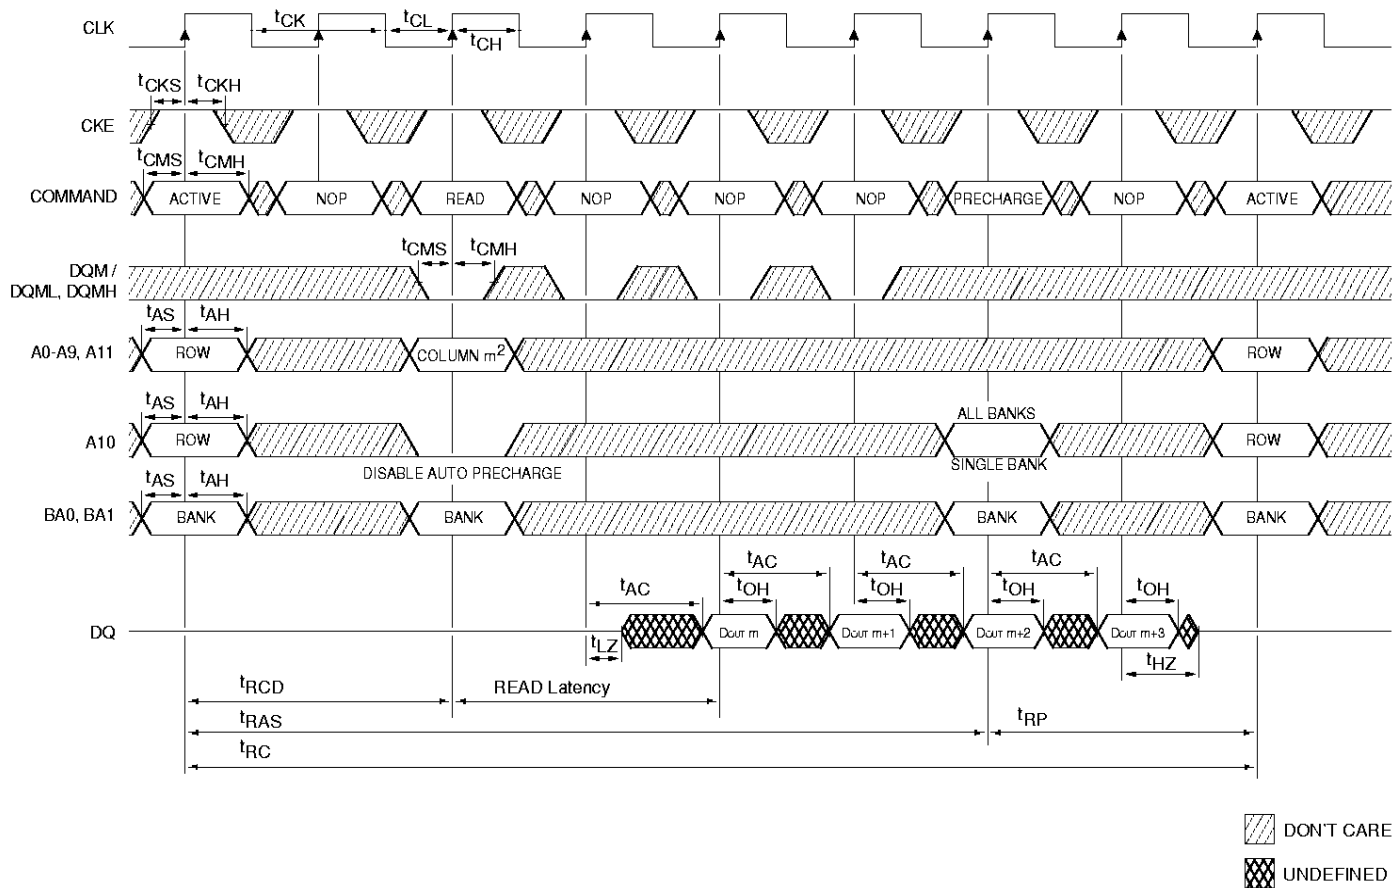 CLK
tCK
tCL
tCH
tCKS
tCKH
CKE
tCMS
tCMH
COMMAND
ACTIVE
NOP
READ
NOP
NOP
NOP
PRECHARGE
NOP
ACTIVE
tCMS
tCMH
DQM /
DQML, DQMH
tAS
tAH
A0-A9, A11
ROW
COLUMN m2
ROW
tAS
tAH
ALL BANKS
A10
ROW
ROW
DISABLE AUTO PRECHARGE
SINGLE BANK
tAS
tAH
BA0, BA1
BANK
BANK
BANK
BANK
tAC
tAC
tAC
tAC
tOH
tOH
tOH
tOH
DQ
DOUT m
DOUT m+1
DOUT m+2
DOUT m+3
tLZ
tHZ
tRCD
READ Latency
tRAS
tRP
tRC
DON'T CARE
UNDEFINED